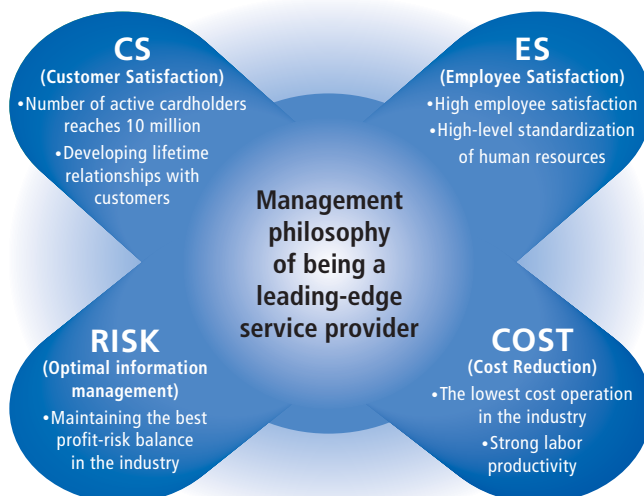 CS
(Customer Satisfaction)
•Number of active cardholders
reaches 10 million
•Developing lifetime
relationships with
customers
ES
(Employee Satisfaction)
•High employee satisfaction
•High-level standardization
of human resources
Management
philosophy
of being a
leading-edge
service provider
RISK
(Optimal information
management)
•Maintaining the best
profit-risk balance
in the industry
COST
(Cost Reduction)
•The lowest cost operation
in the industry
•Strong labor
productivity